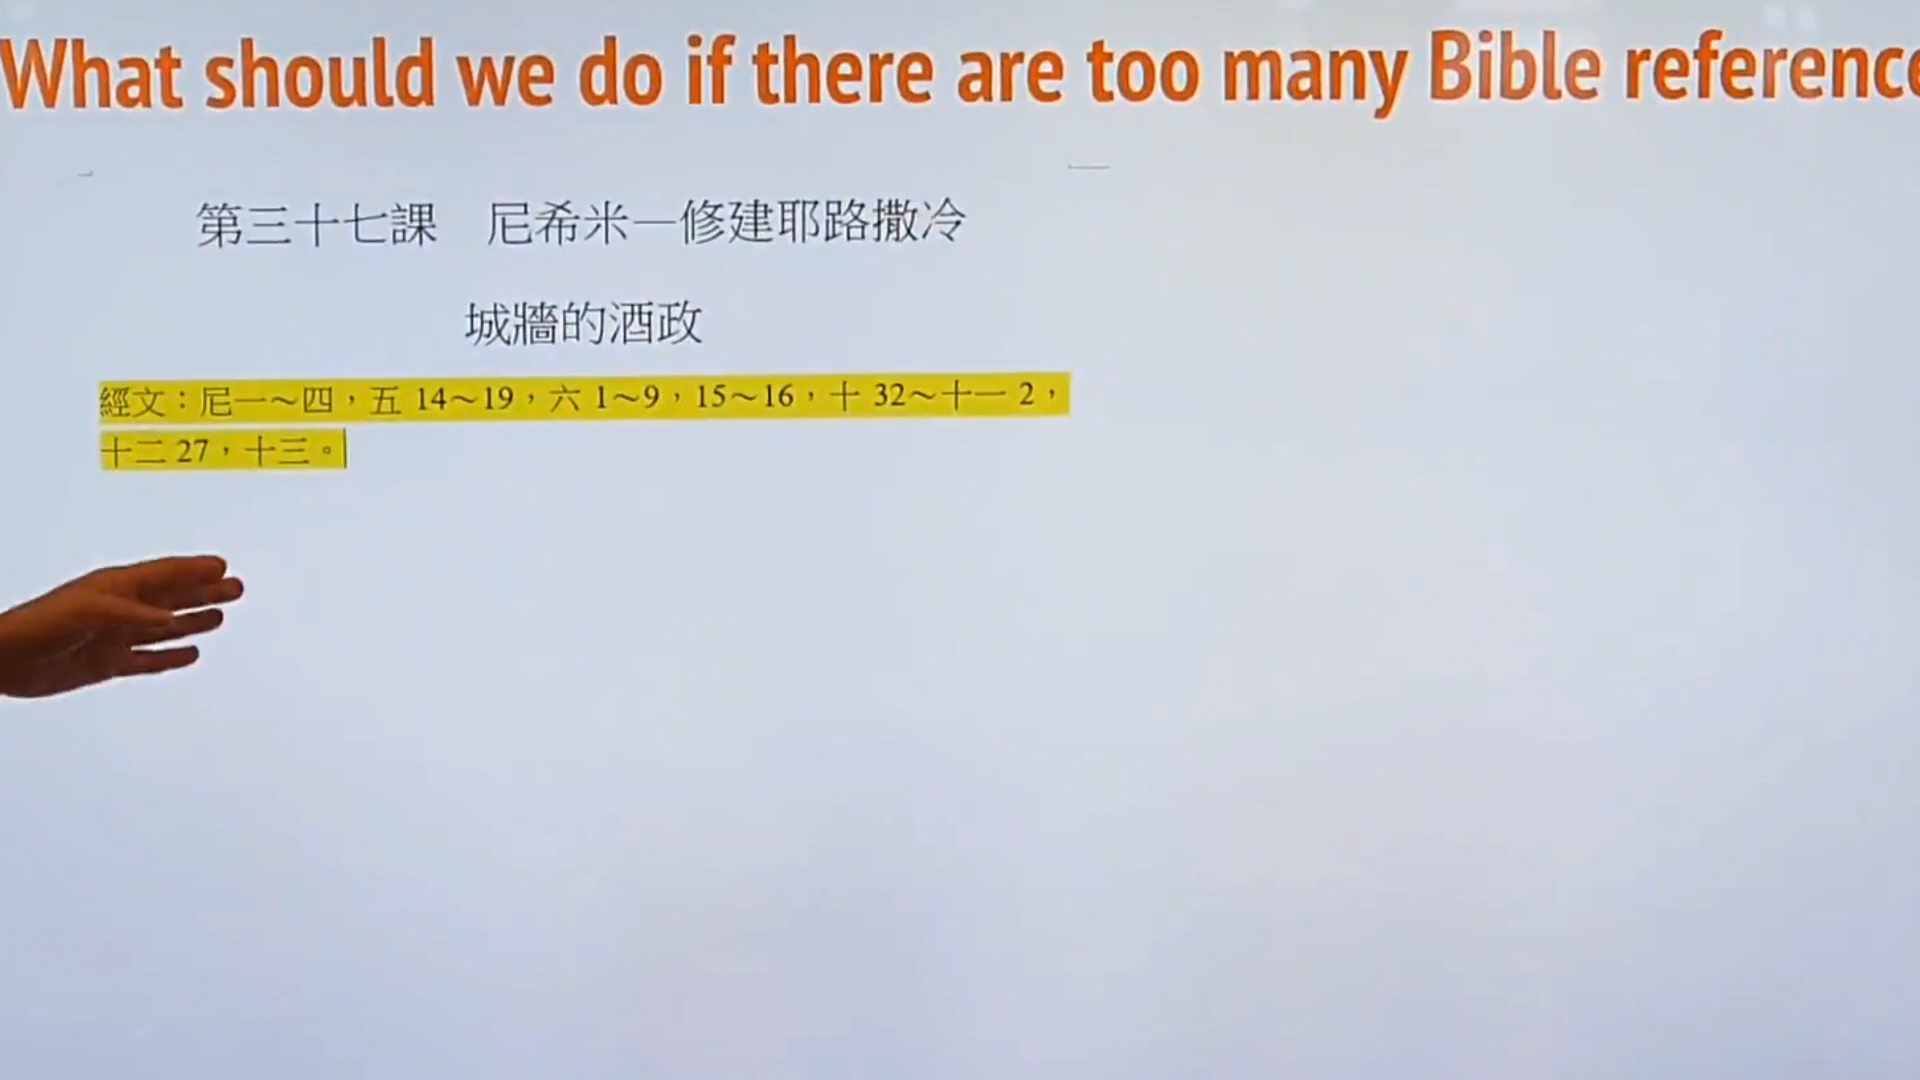 What should we do if there are too many Bible reference
第三十七課　尼希米—修建耶路撒冷
城牆的酒政
經文：尼一～四，五 14～19，六 1～9，15～16，十 32～十一 2，
十二 27，十三。